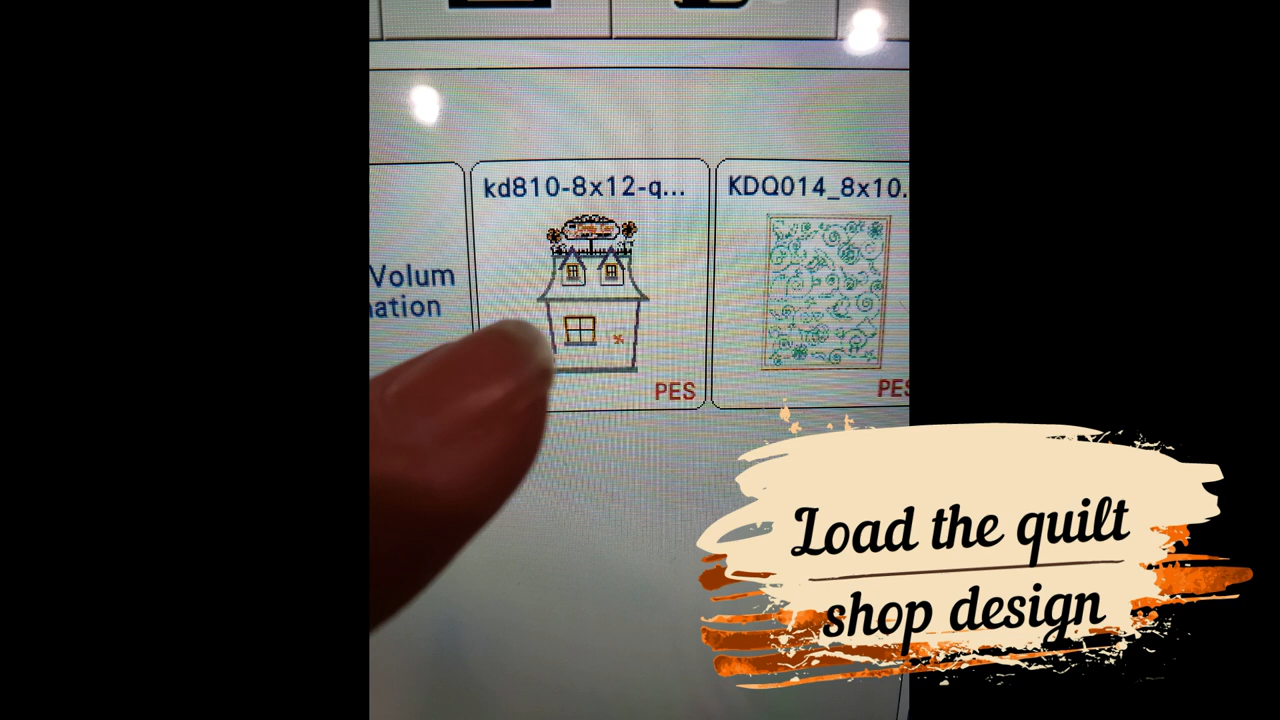 kd810-8x12-q...
KDQ014_8x10.
Volum
ation
PES
PES
Load the quilt
shop design